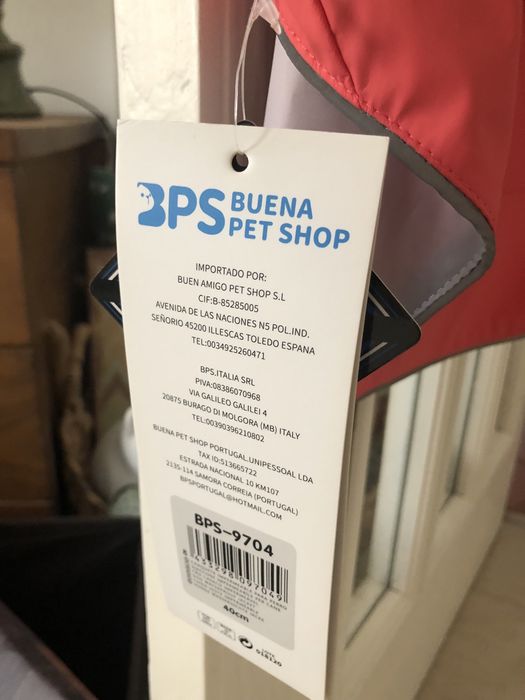 BPS BUENA
PET SHOP
IMPORTADO POR:
BUEN AMIGO PET SHOP S.L
CIF:B-85285005
AVENIDA DE LAS NACIONES N5 POL.IND.
SEÑORIO 45200 ILLESCAS TOLEDO ESPANA
TEL:0034925260471
BPS.ITALIA SRL
PIVA:08386070968
VIA GALILEO GALILEI 4
20875 BURAGO DI MOLGORA (MB) ITALY
TEL:00390396210802
BUENA PET SHOP PORTUGAL.UNIPESSOAL LDA
TAX ID:513665722
ESTRADA NACIONAL 10 KM107
2135-114 SAMORA CORREIA (PORTUGAL)
BPSPORTUGAL@HOTMAIL.COM
BPS-9704
40cm
018120